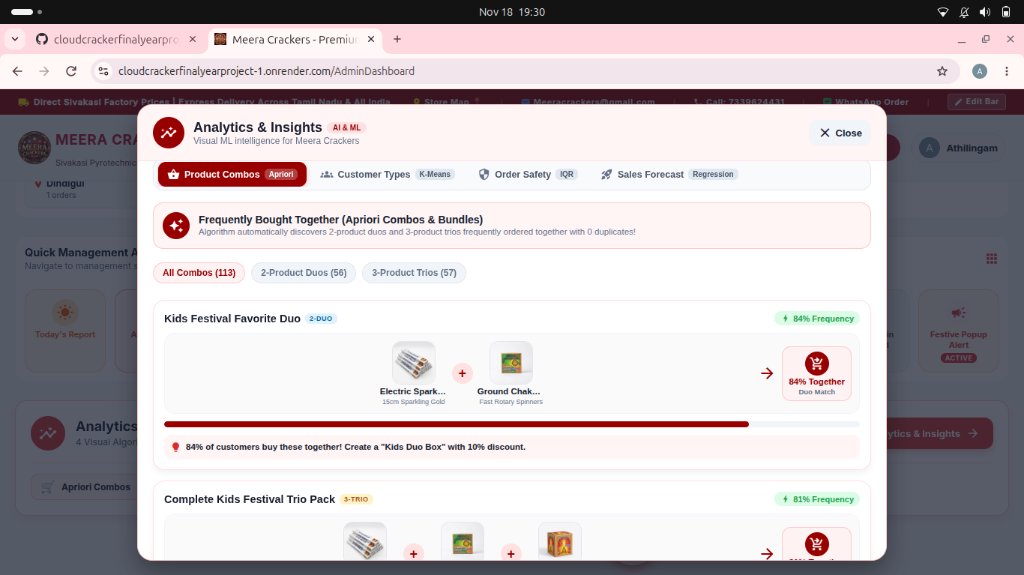 Nov 18 19:30
cloudcrackerfinalyearpro
Meera Crackers - Premiu
cloudcrackerfinalyearproject-1.onrender.com/AdminDashboard
A
Direct Sivakasi Factory Prices | Express Delivery Across Tamil Nadu & All India
Store Map
Meeracrackers@gmail.com
Call: 7339624431
WhatsApp Order
Edit Bar
MEERA CRA
Sivakasi Pyrotechnic
A Athilingam
Dindigul
1 orders
Analytics & Insights AI & ML
Visual ML intelligence for Meera Crackers
Close
Product Combos Apriori
Customer Types K-Means
Order Safety IQR
Sales Forecast Regression
Frequently Bought Together (Apriori Combos & Bundles)
Algorithm automatically discovers 2-product duos and 3-product trios frequently ordered together with 0 duplicates!
All Combos (113)
2-Product Duos (56)
3-Product Trios (57)
Quick Management A
Navigate to management s
Today's Report
Festive Popup
Alert
ACTIVE
Kids Festival Favorite Duo 2-DUO
84% Frequency
Electric Spark...
15cm Sparkling Gold
+
Ground Chak...
Fast Rotary Spinners
84% Together
Duo Match
84% of customers buy these together! Create a "Kids Duo Box" with 10% discount.
Analytics
4 Visual Algor
ytics & Insights
Apriori Combos
Complete Kids Festival Trio Pack 3-TRIO
81% Frequency
+
+